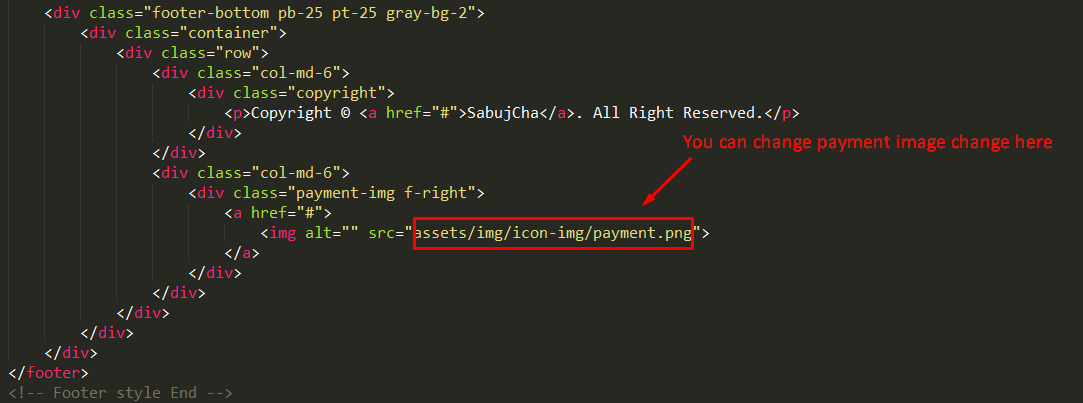 <div class="footer-bottom pb-25 pt-25 gray-bg-2">
<div class="container">
<div class="row">
<div class="col-md-6">
<div class="copyright">
<p>Copyright © <a href="#">SabujCha</a>. All Right Reserved.</p>
</div>
You can change payment image change here
</div>
<div class="col-md-6">
<div class="payment-img f-right">
<a href="#">
<img alt="" src="assets/img/icon-img/payment.png">
</a>
</div>
</div>
</div>
</div>
</div>
</footer>
<!-- Footer style End -->